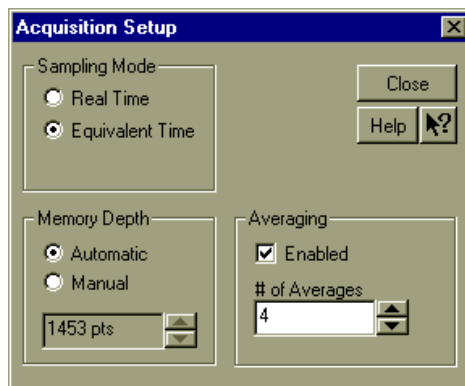 Acquisition Setup
Sampling Mode
Real Time
Equivalent Time
Close
Help
?
Memory Depth
Automatic
Manual
1453 pts
Averaging
Enabled
# of Averages
4